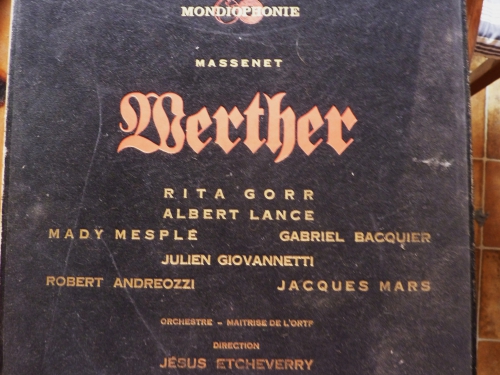 MONDIOPHONIE
MASSENET
Werther
RITA GORR
ALBERT LANCE
MADY MESPLÉ GABRIEL BACQUIER
JULIEN GIOVANNETTI
ROBERT ANDREOZZI JACQUES MARS
ORCHESTRE - MAITRISE DE L'ORTF
DIRECTION
JÉSUS ETCHEVERRY